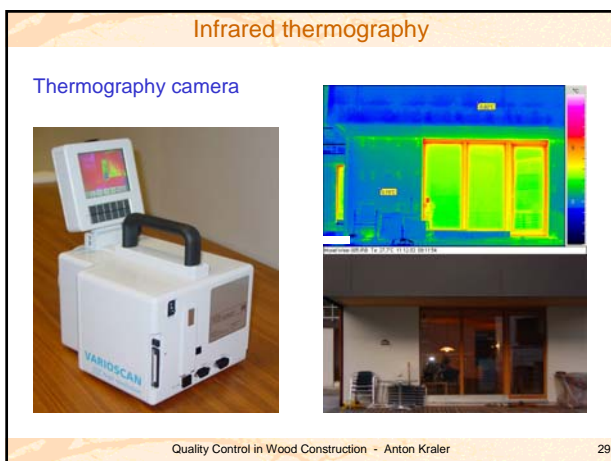 Infrared thermography
Thermography camera
°C
VARIOSCAN
Quality Control in Wood Construction - Anton Kraler
29